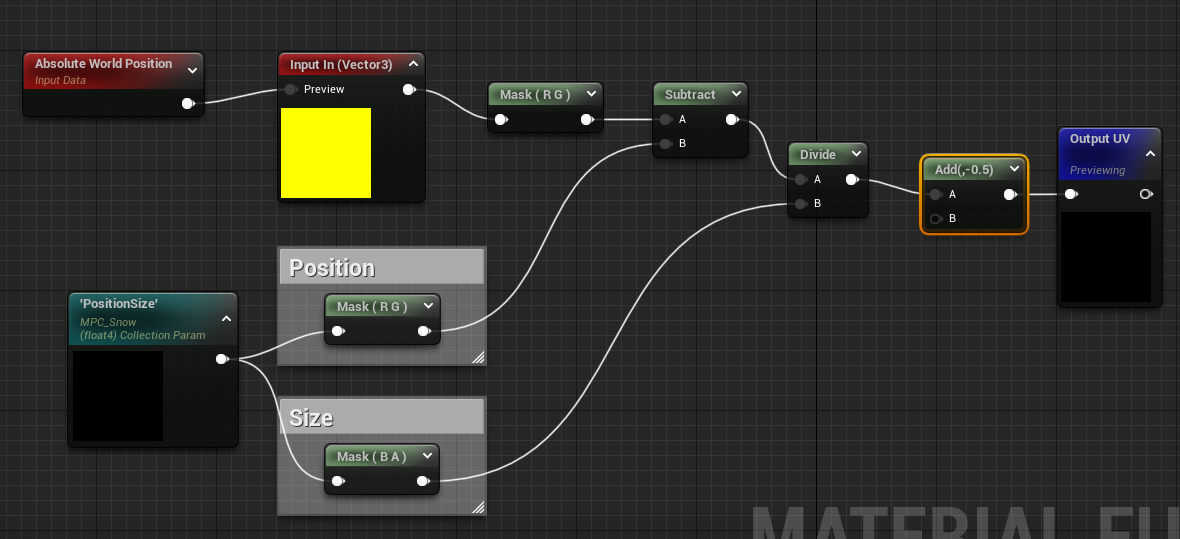 Absolute World Position
Input Data
Input In (Vector3)
Preview
Mask ( R G )
Subtract
A
B
Divide
A
B
Add(,-0.5)
A
B
Output UV
Previewing
Position
Mask ( R G )
'PositionSize'
MPC_Snow
(float4) Collection Param
Size
Mask ( B A )
MATERIAL